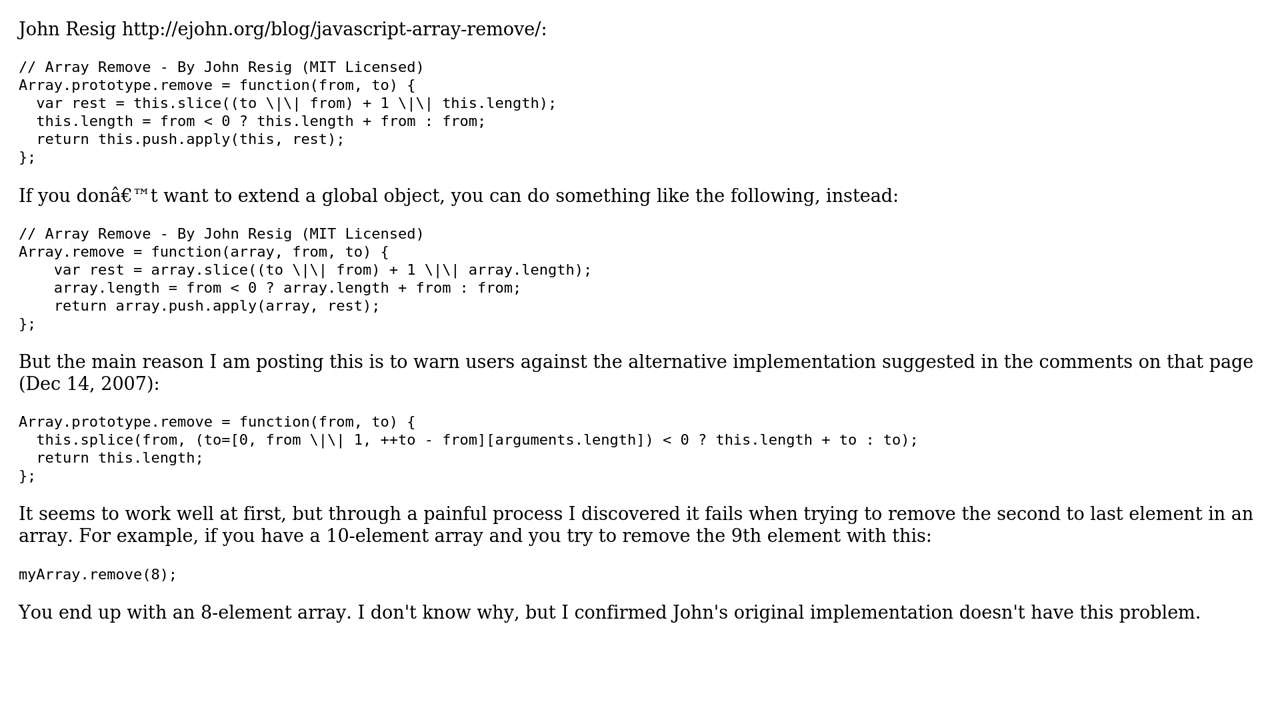 John Resig http://ejohn.org/blog/javascript-array-remove/:
// Array Remove - By John Resig (MIT Licensed)
Array.prototype.remove = function(from, to) {
  var rest = this.slice((to \|\| from) + 1 \|\| this.length);
  this.length = from < 0 ? this.length + from : from;
  return this.push.apply(this, rest);
};
If you donâ€™t want to extend a global object, you can do something like the following, instead:
// Array Remove - By John Resig (MIT Licensed)
Array.remove = function(array, from, to) {
    var rest = array.slice((to \|\| from) + 1 \|\| array.length);
    array.length = from < 0 ? array.length + from : from;
    return array.push.apply(array, rest);
};
But the main reason I am posting this is to warn users against the alternative implementation suggested in the comments on that page
(Dec 14, 2007):
Array.prototype.remove = function(from, to) {
  this.splice(from, (to=[0, from \|\| 1, ++to - from][arguments.length]) < 0 ? this.length + to : to);
  return this.length;
};
It seems to work well at first, but through a painful process I discovered it fails when trying to remove the second to last element in an
array. For example, if you have a 10-element array and you try to remove the 9th element with this:
myArray.remove(8);
You end up with an 8-element array. I don't know why, but I confirmed John's original implementation doesn't have this problem.